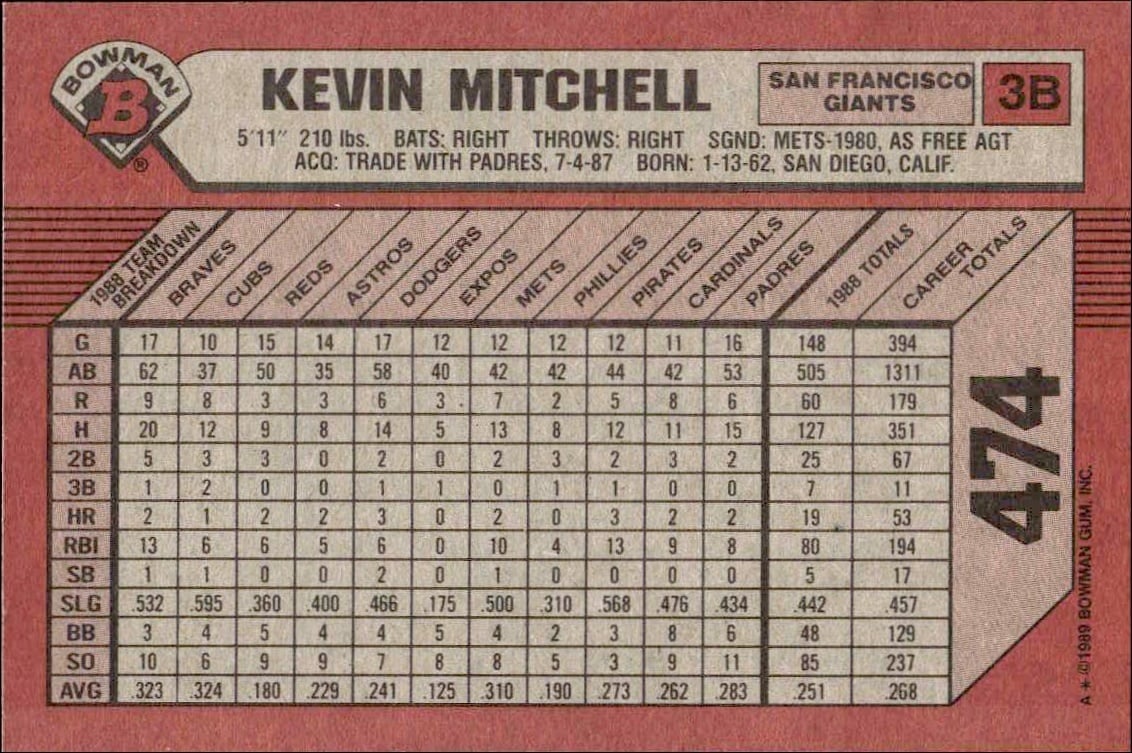 BOWMAN
B
®
KEVIN MITCHELL
SAN FRANCISCO
GIANTS
3B
5'11" 210 lbs. BATS: RIGHT THROWS: RIGHT SGND: METS-1980, AS FREE AGT
ACQ: TRADE WITH PADRES, 7-4-87 BORN: 1-13-62, SAN DIEGO, CALIF.
1988 TEAM BREAKDOWN BRAVES CUBS REDS ASTROS DODGERS EXPOS METS PHILLIES PIRATES CARDINALS PADRES 1988 TOTALS CAREER TOTALS
G 17 10 15 14 17 12 12 12 12 11 16 148 394
AB 62 37 50 35 58 40 42 42 44 42 53 505 1311
R 9 8 3 3 6 3 7 2 5 8 6 60 179
H 20 12 9 8 14 5 13 8 12 11 15 127 351
2B 5 3 3 0 2 0 2 3 2 3 2 25 67
3B 1 2 0 0 1 1 0 1 1 0 0 7 11
HR 2 1 2 2 3 0 2 0 3 2 2 19 53
RBI 13 6 6 5 6 0 10 4 13 9 8 80 194
SB 1 1 0 0 2 0 1 0 0 0 0 5 17
SLG .532 .595 .360 .400 .466 .175 .500 .310 .568 .476 .434 .442 .457
BB 3 4 5 4 4 5 4 2 3 8 6 48 129
SO 10 6 9 9 7 8 8 5 3 9 11 85 237
AVG .323 .324 .180 .229 .241 .125 .310 .190 .273 .262 .283 .251 .268
474
A * ©1989 BOWMAN GUM, INC.